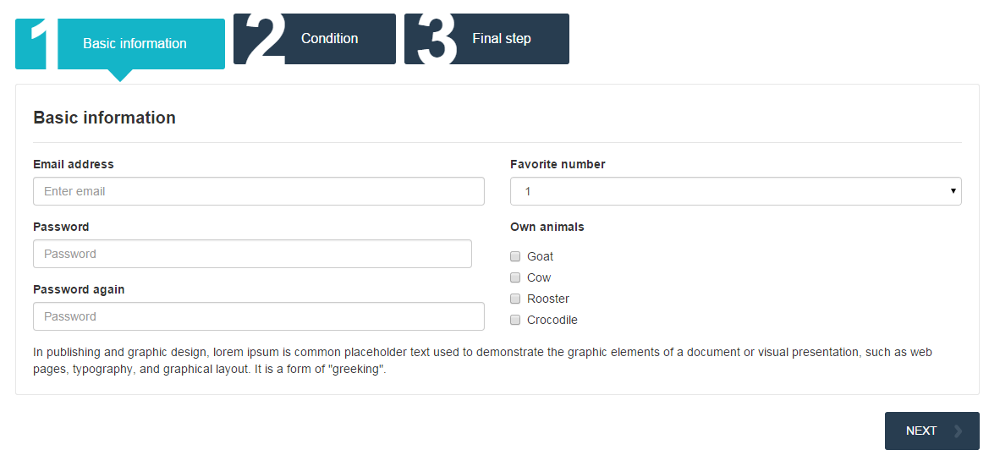 1 Basic information
2 Condition
3 Final step
Basic information
Email address
Enter email
Password
Password
Password again
Password
Favorite number
1
Own animals
Goat
Cow
Rooster
Crocodile
In publishing and graphic design, lorem ipsum is common placeholder text used to demonstrate the graphic elements of a document or visual presentation, such as web
pages, typography, and graphical layout. It is a form of "greeking".
NEXT